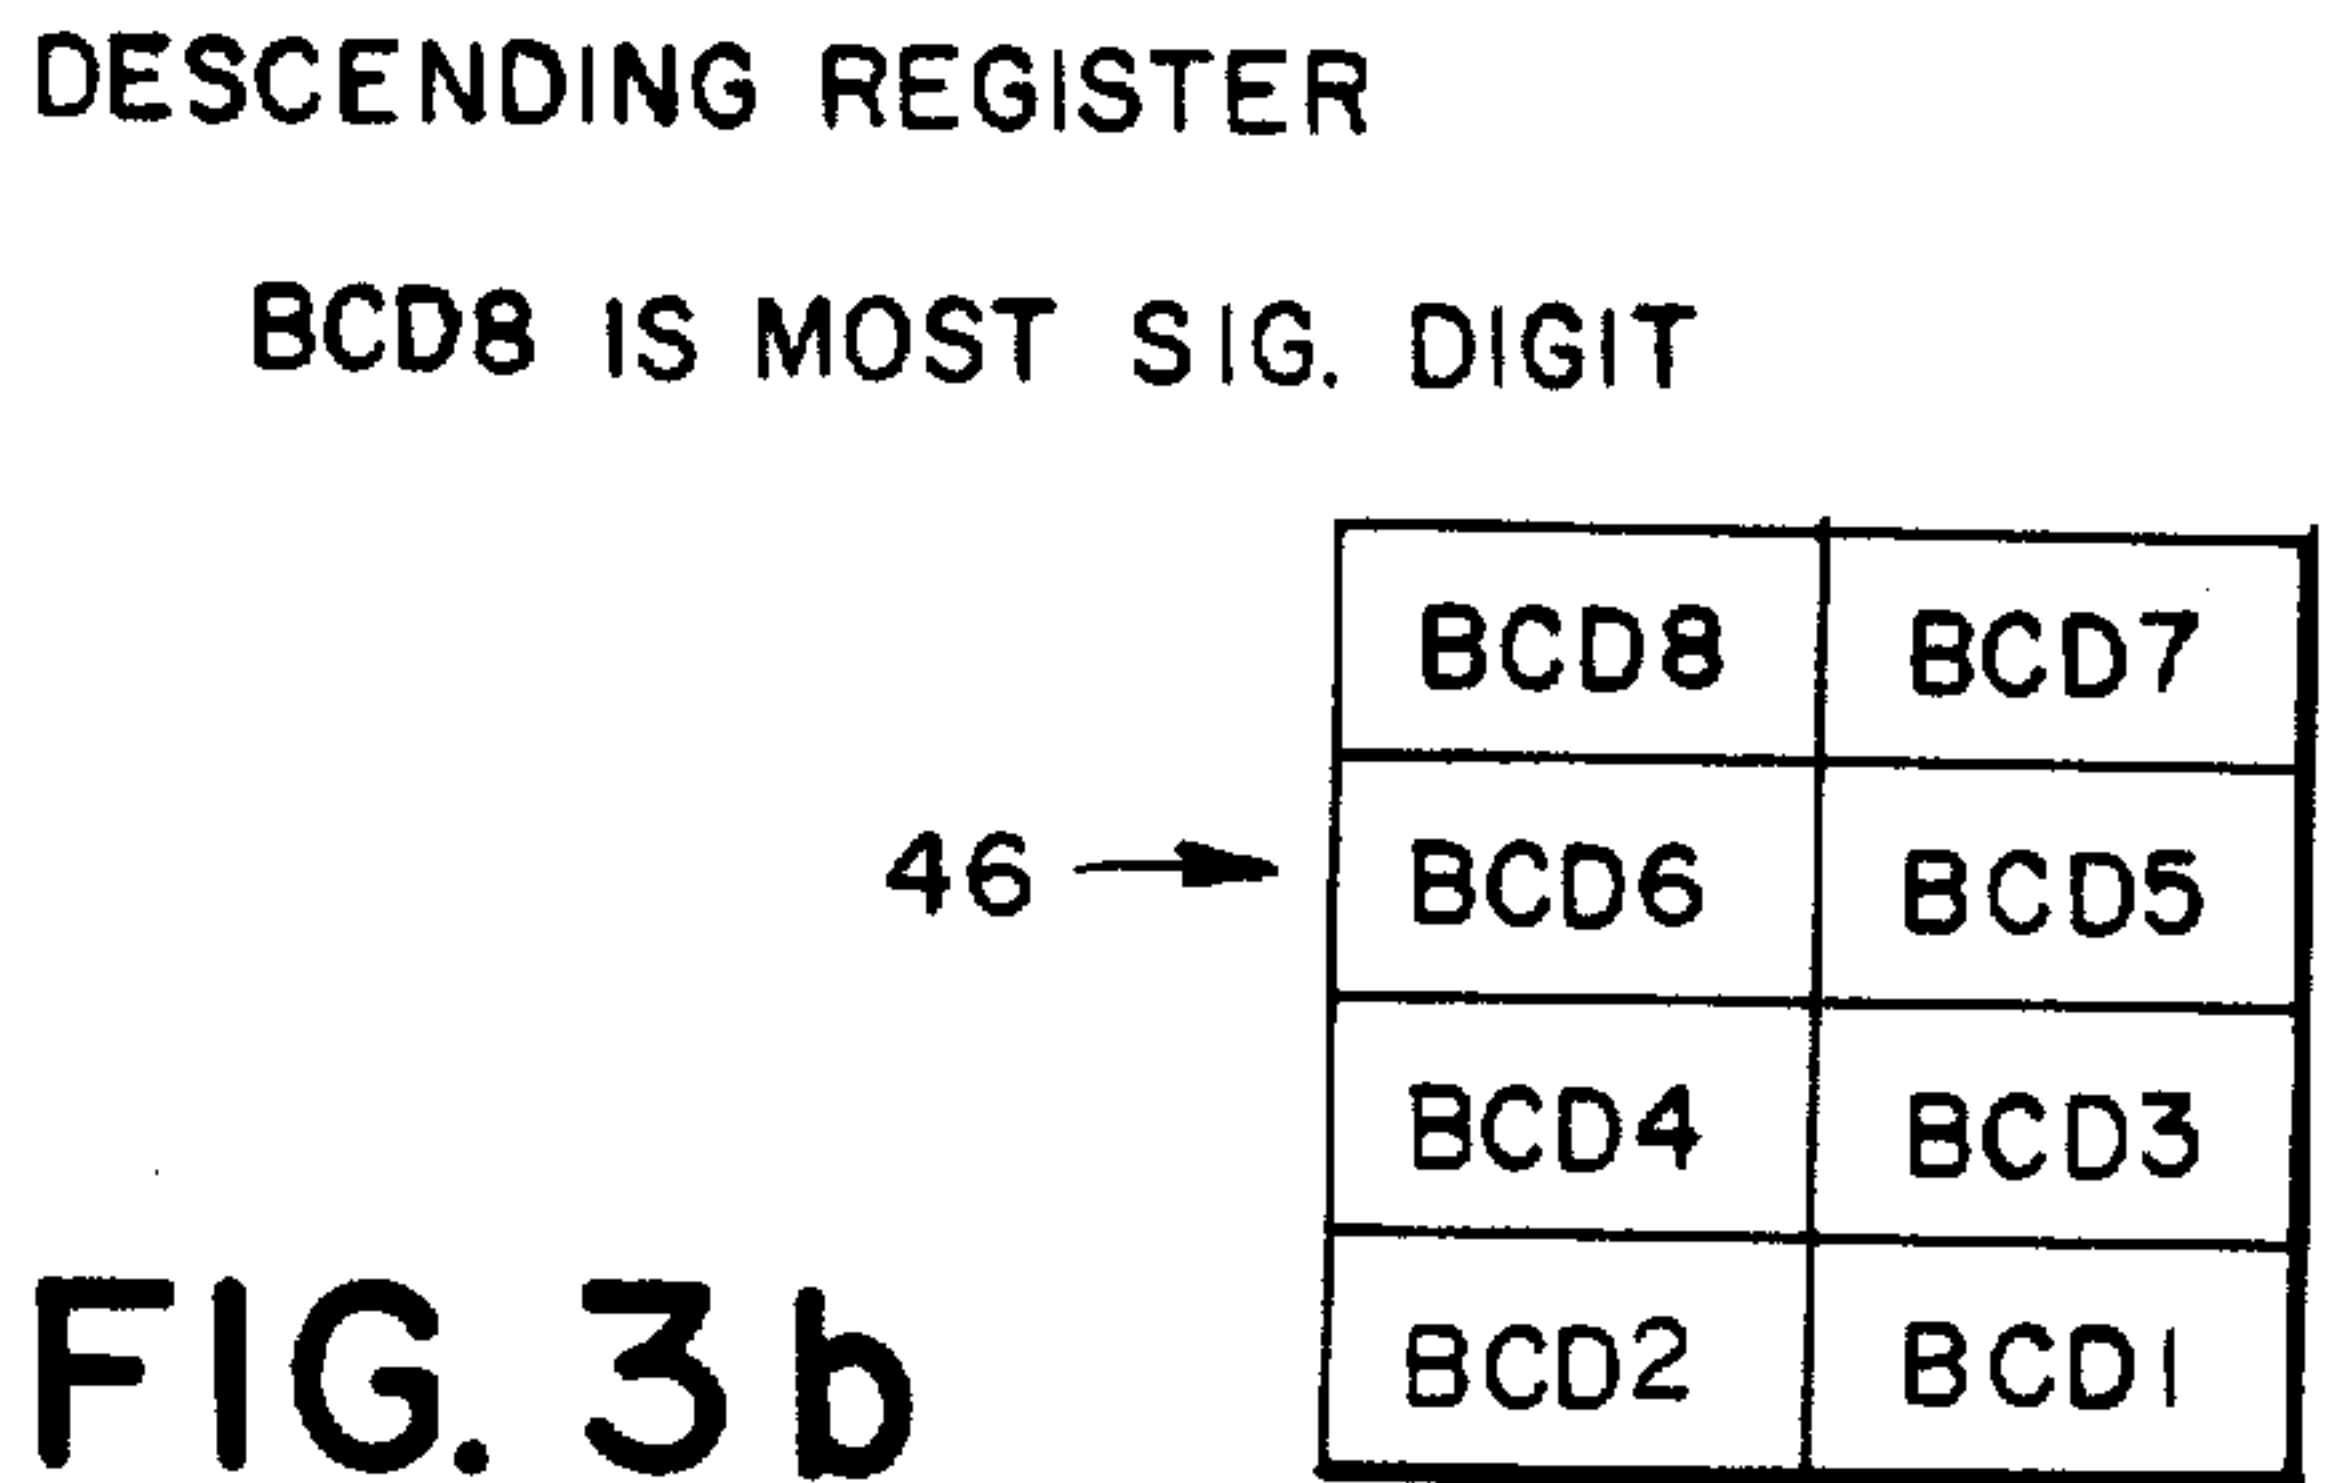 DESCENDING REGISTER
BCD8 IS MOST SIG. DIGIT
BCD8 BCD7
46 BCD6 BCD5
BCD4 BCD3
BCD2 BCD1
FIG. 3b